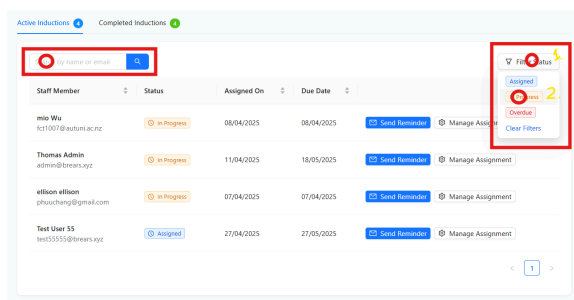 Active Inductions 4 Completed Inductions 4
by name or email
Filter Status 1
Assigned
Progress 2
Overdue
Clear Filters
Staff Member Status Assigned On Due Date
mio Wu
fct1007@autuni.ac.nz
In Progress 08/04/2025 08/04/2025 Send Reminder Manage
Thomas Admin
admin@brears.xyz
In Progress 11/04/2025 18/05/2025 Send Reminder Manage Assignment
ellison ellison
phuuchang@gmail.com
In Progress 07/04/2025 07/04/2025 Send Reminder Manage Assignment
Test User 55
test55555@brears.xyz
Assigned 27/04/2025 27/05/2025 Send Reminder Manage Assignment
< 1 >